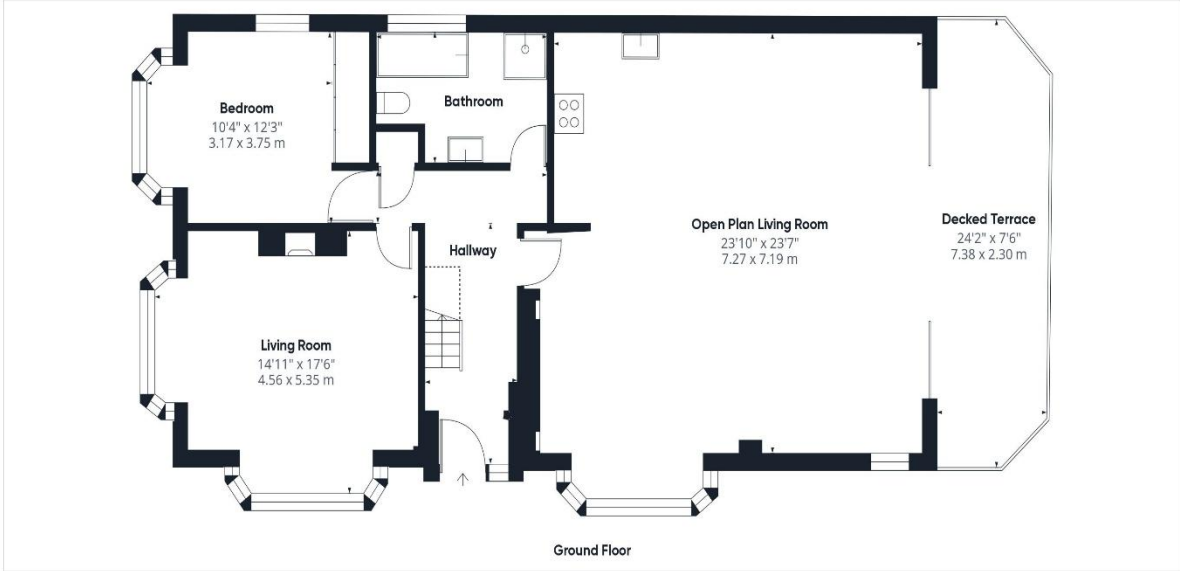 Bedroom
10'4" x 12'3"
3.17 x 3.75 m
Bathroom
Open Plan Living Room
23'10" x 23'7"
7.27 x 7.19 m
Decked Terrace
24'2" x 7'6"
7.38 x 2.30 m
Hallway
Living Room
14'11" x 17'6"
4.56 x 5.35 m
Ground Floor